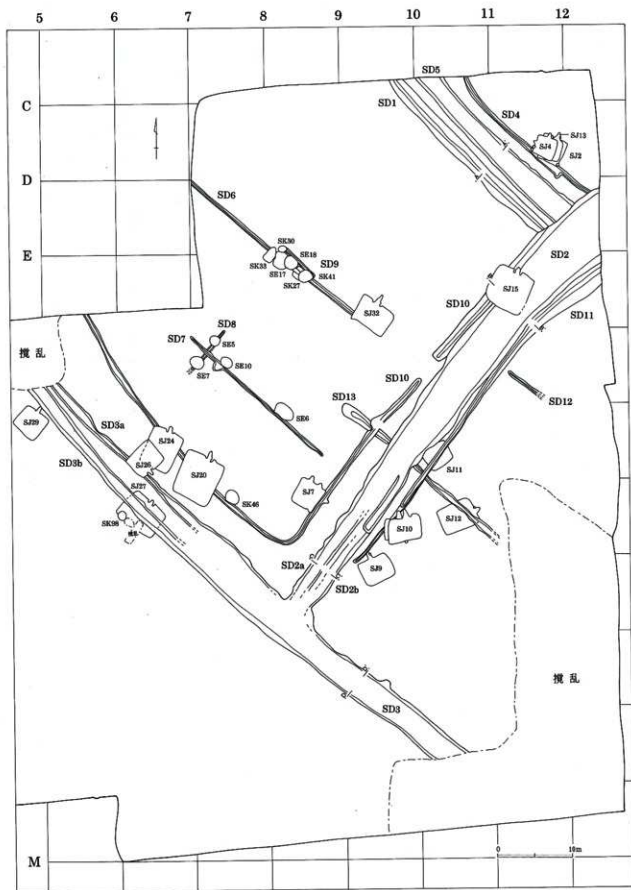 5 6 7 8 9 10 11 12
SD5
SD1
C
SD4
SJ13
SJ4
SJ2
D
SD6
SK30
SE18
SD9
E
SK33
SE17
SK41
SK27
SD2
SJ15
SD10
SJ32
SD11
SD8
SD7
SE5
撹乱
SE7
SE10
SD12
SD10
SD13
SE6
SJ39
SD3a
SJ24
SJ11
SJ26
SD3b
SJ20
SJ27
SK46
SJ7
SK98
SJ12
SJ10
SD2a
SJ9
SD2b
撹乱
SD3
M
0 10m